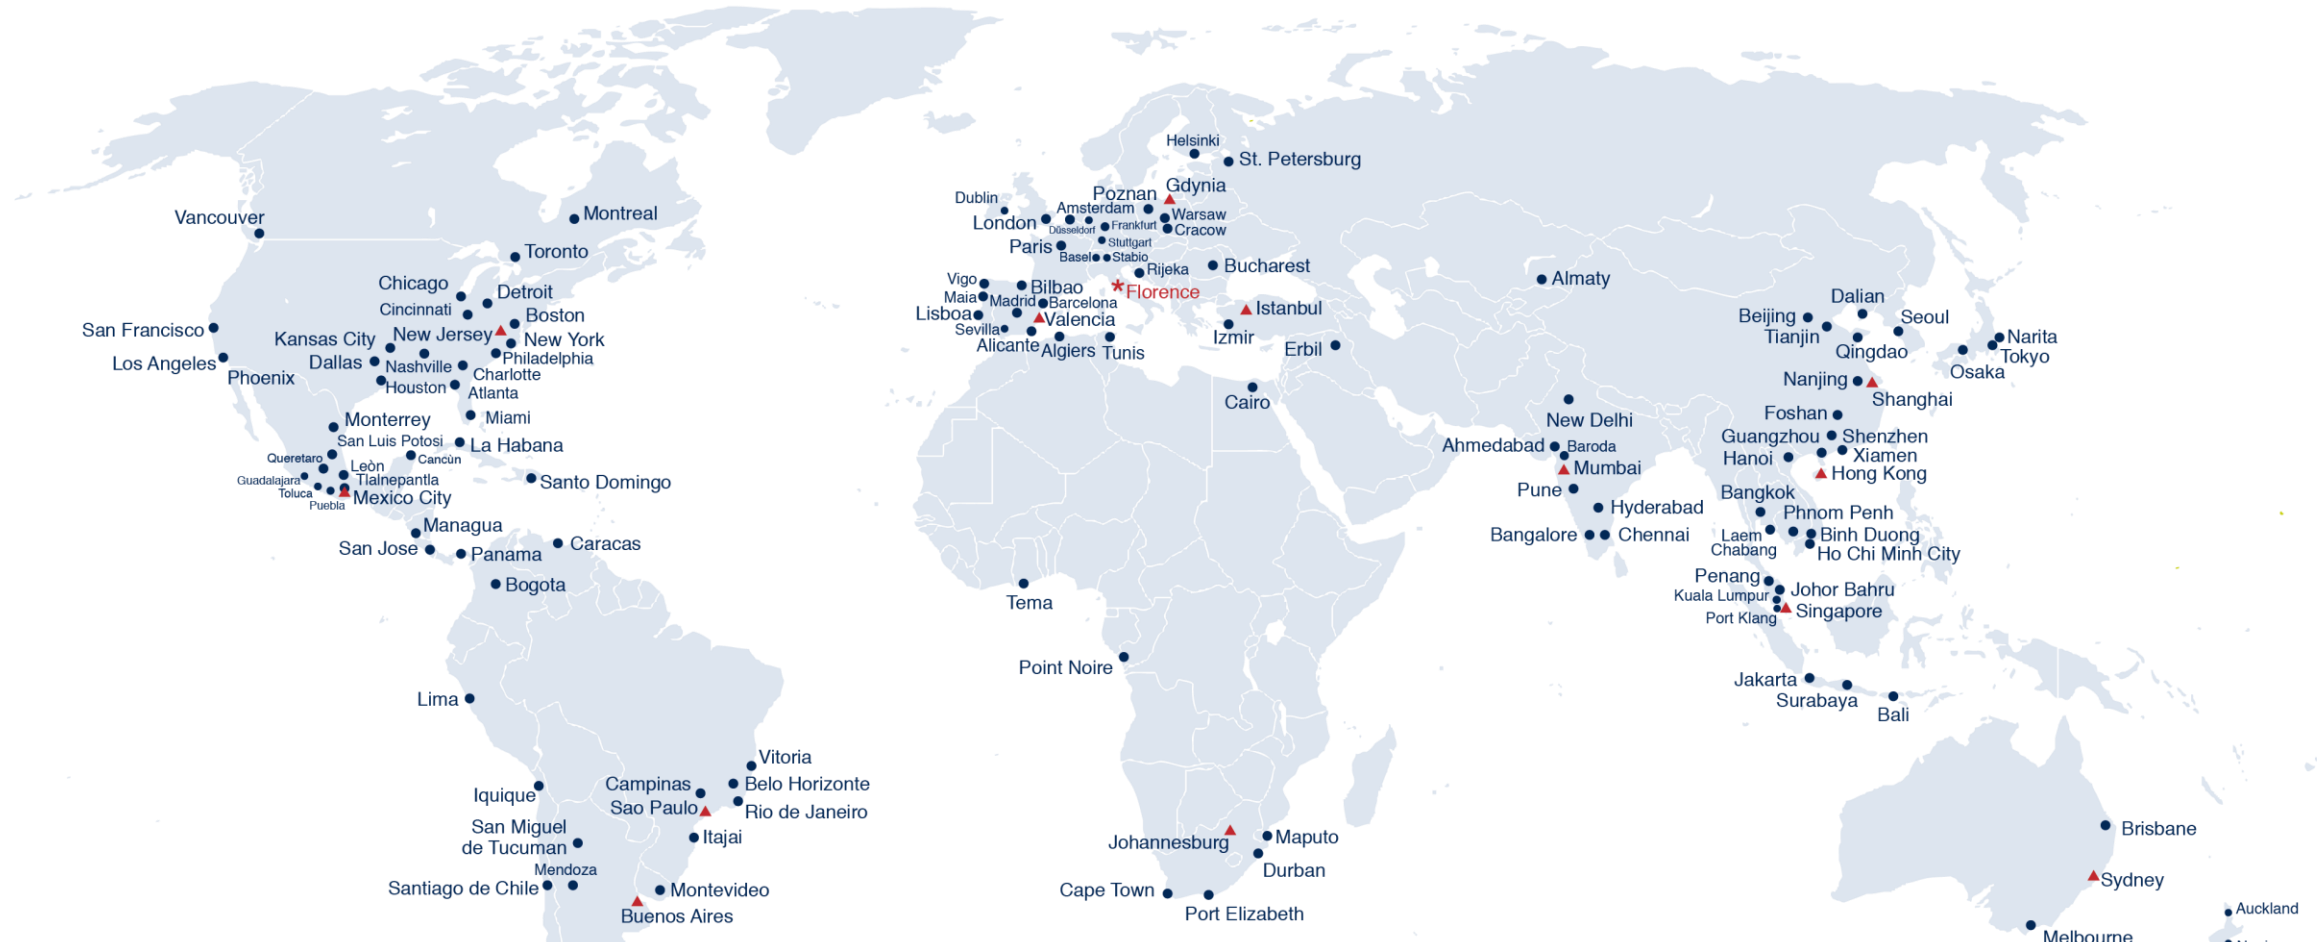 Helsinki
St. Petersburg
Dublin
Poznan
Gdynia
Amsterdam
London
Düsseldorf
Frankfurt
Warsaw
Cracow
Paris
Stuttgart
Basel
Stabio
Rijeka
Bucharest
Vigo
Bilbao
Florence
Maia
Madrid
Barcelona
Lisboa
Valencia
Istanbul
Sevilla
Alicante
Algiers
Tunis
Izmir
Erbil
Cairo
Vancouver
Montreal
Toronto
Chicago
Detroit
Cincinnati
Boston
San Francisco
Kansas City
New Jersey
New York
Los Angeles
Dallas
Nashville
Philadelphia
Phoenix
Houston
Charlotte
Atlanta
Monterrey
Miami
San Luis Potosi
La Habana
Queretaro
Leòn
Cancùn
Guadalajara
Tlalnepantla
Toluca
Mexico City
Puebla
Santo Domingo
Managua
San Jose
Panama
Caracas
Bogota
Lima
Vitoria
Campinas
Belo Horizonte
Iquique
Sao Paulo
Rio de Janeiro
San Miguel
de Tucuman
Itajai
Mendoza
Santiago de Chile
Montevideo
Buenos Aires
Tema
Point Noire
Johannesburg
Maputo
Durban
Cape Town
Port Elizabeth
Almaty
New Delhi
Ahmedabad
Baroda
Mumbai
Pune
Hyderabad
Bangalore
Chennai
Dalian
Beijing
Seoul
Tianjin
Narita
Qingdao
Tokyo
Osaka
Nanjing
Shanghai
Foshan
Guangzhou
Shenzhen
Hanoi
Xiamen
Hong Kong
Bangkok
Phnom Penh
Laem
Chabang
Binh Duong
Ho Chi Minh City
Penang
Johor Bahru
Kuala Lumpur
Singapore
Port Klang
Jakarta
Surabaya
Bali
Brisbane
Sydney
Auckland
Melbourne